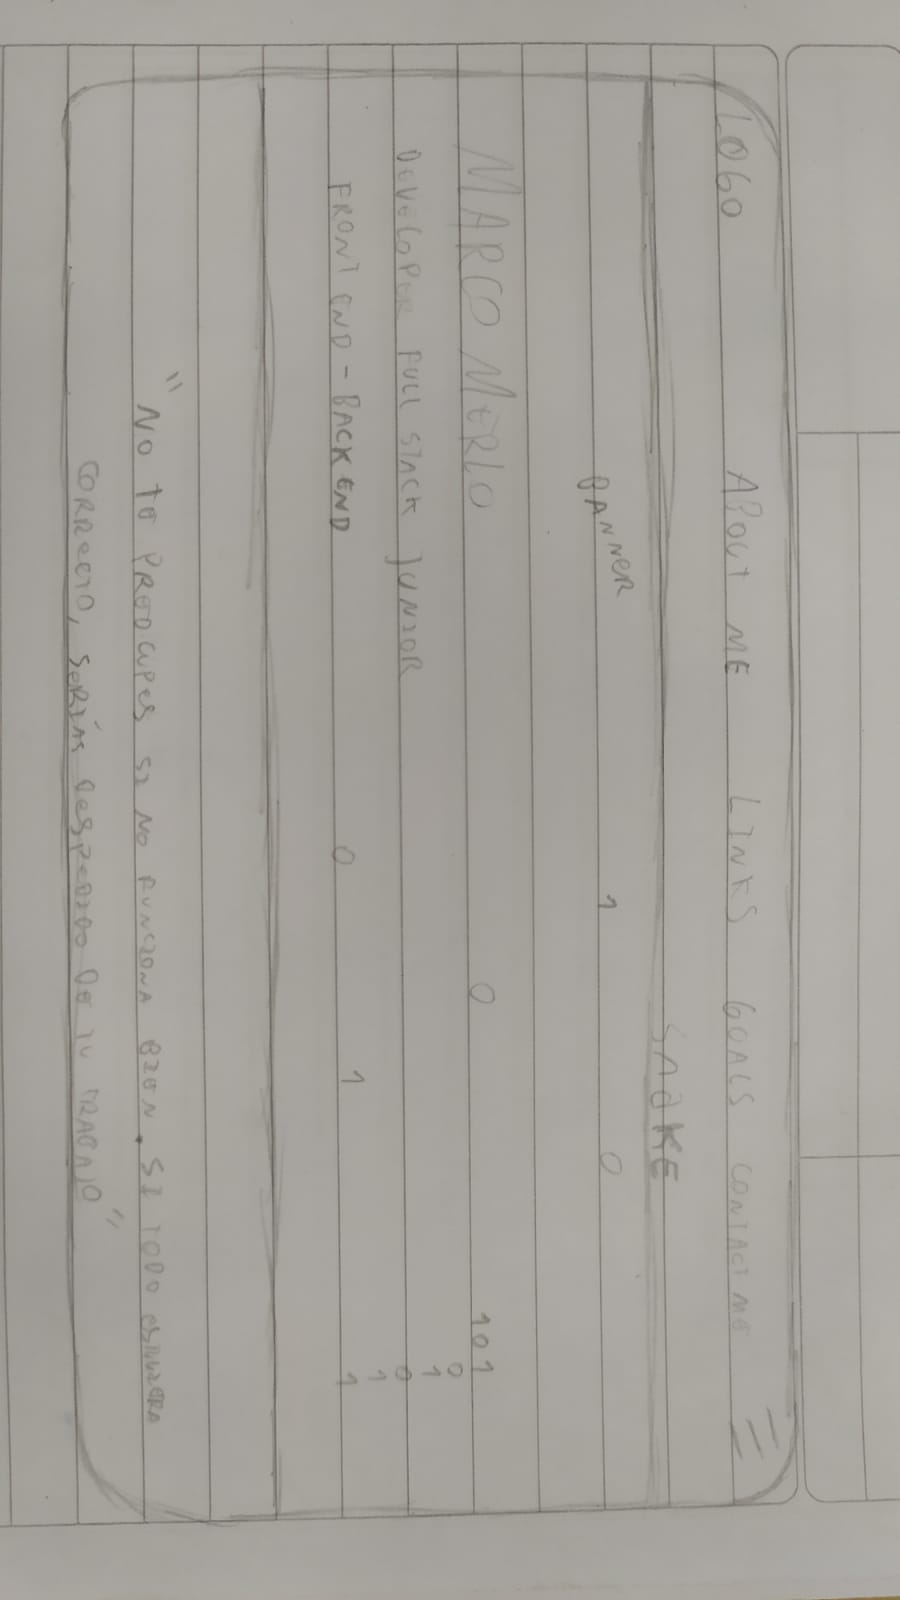 LOGO ABOUT ME LINKS GOALS CONTACT ME
SNAKE
BANNER 1 0
MARCO MERLO 0 101
0
1
DEVELOPER FULL STACK JUNIOR 0
1
FRONT END - BACK END 0 1 1
"NO TE PREOCUPES SI NO FUNCIONA BIEN. SI TODO ESTUVIERA
CORRECTO, SERÍAS DESPEDIDO DE TU TRABAJO"